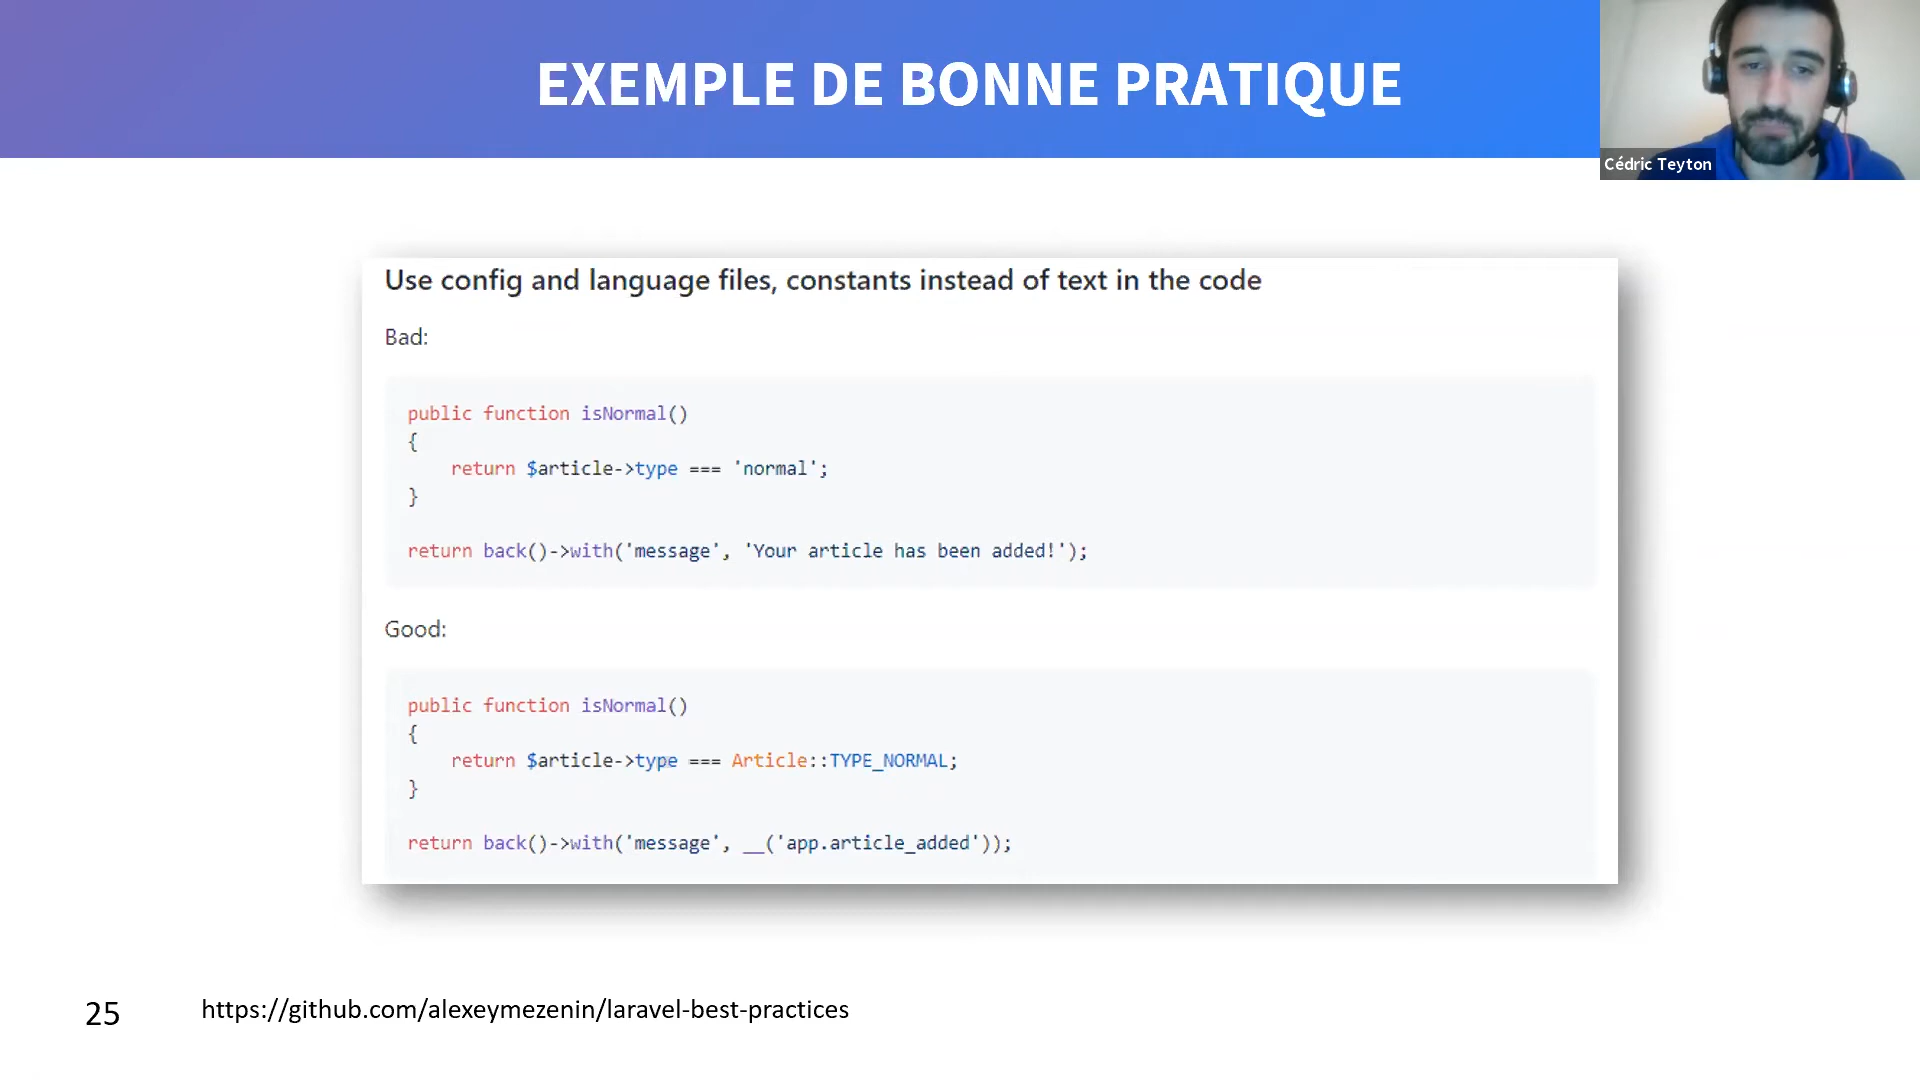 EXEMPLE DE BONNE PRATIQUE
Cédric Teyton
Use config and language files, constants instead of text in the code
Bad:
public function isNormal()
{
    return $article->type === 'normal';
}
return back()->with('message', 'Your article has been added!');
Good:
public function isNormal()
{
    return $article->type === Article::TYPE_NORMAL;
}
return back()->with('message', __('app.article_added'));
25
https://github.com/alexeymezenin/laravel-best-practices